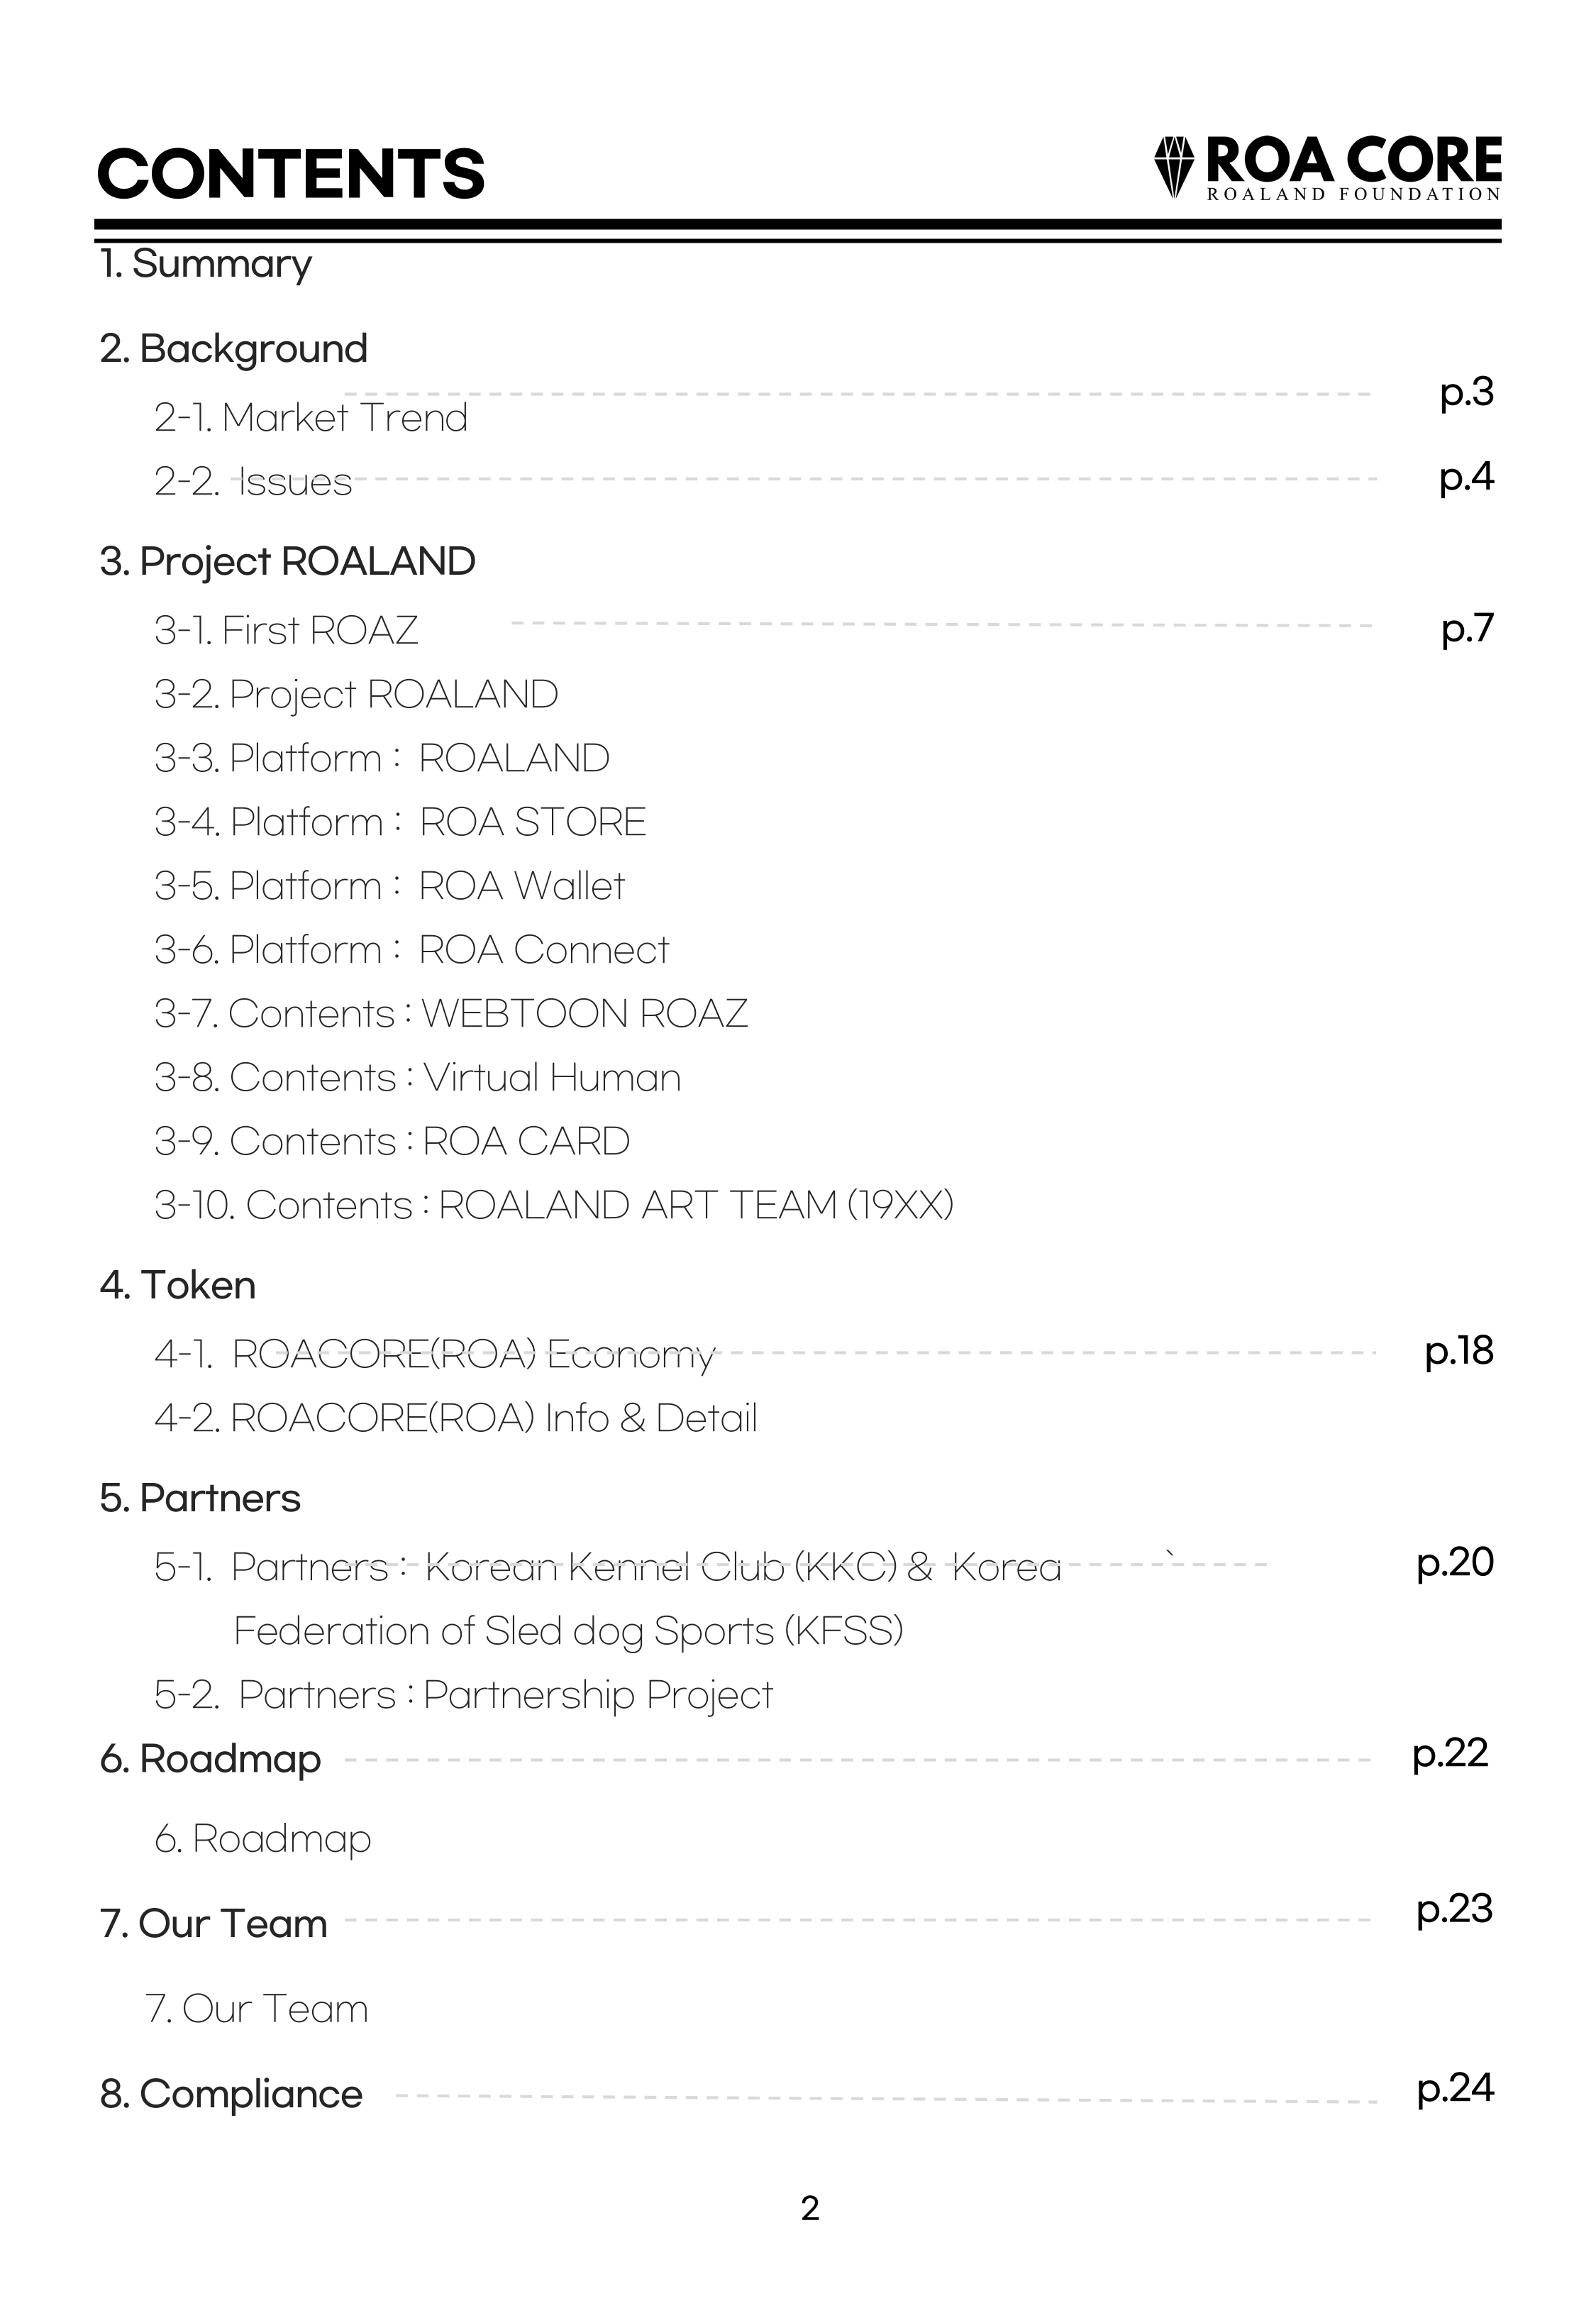 CONTENTS
ROA CORE
ROALAND FOUNDATION
1. Summary
2. Background
p.3
2-1. Market Trend
2-2. Issues
p.4
3. Project ROALAND
3-1. First ROAZ
p.7
3-2. Project ROALAND
3-3. Platform : ROALAND
3-4. Platform : ROA STORE
3-5. Platform : ROA Wallet
3-6. Platform : ROA Connect
3-7. Contents : WEBTOON ROAZ
3-8. Contents : Virtual Human
3-9. Contents : ROA CARD
3-10. Contents : ROALAND ART TEAM (19XX)
4. Token
4-1. ROACORE(ROA) Economy
p.18
4-2. ROACORE(ROA) Info & Detail
5. Partners
5-1. Partners : Korean Kennel Club (KKC) & Korea `
p.20
Federation of Sled dog Sports (KFSS)
5-2. Partners : Partnership Project
6. Roadmap
p.22
6. Roadmap
7. Our Team
p.23
7. Our Team
8. Compliance
p.24
2